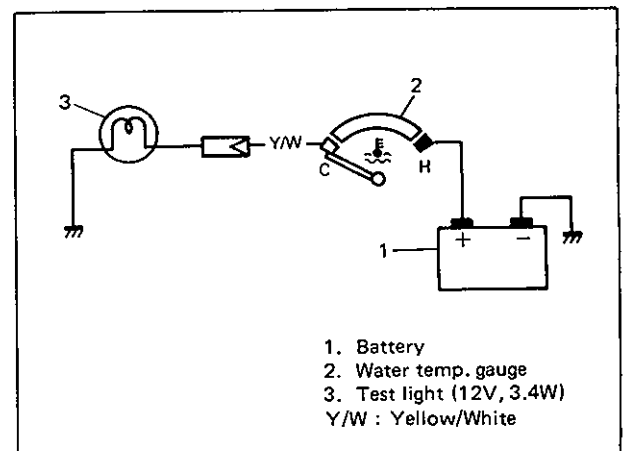 2
3
Y/W
C
H
+ −
1
1. Battery
2. Water temp. gauge
3. Test light (12V, 3.4W)
Y/W : Yellow/White